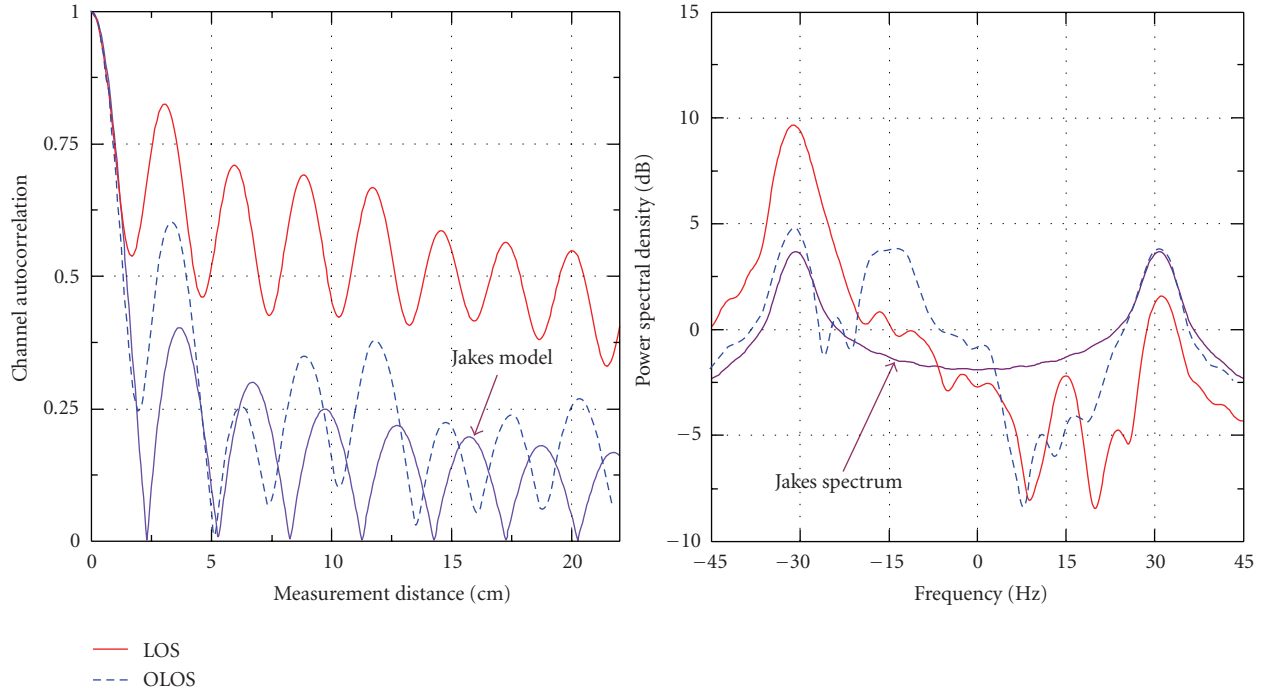 1
0.75
0.5
0.25
0
Channel autocorrelation
Jakes model
0
5
10
15
20
Measurement distance (cm)
15
10
5
0
−5
−10
Power spectral density (dB)
Jakes spectrum
−45
−30
−15
0
15
30
45
Frequency (Hz)
LOS
OLOS